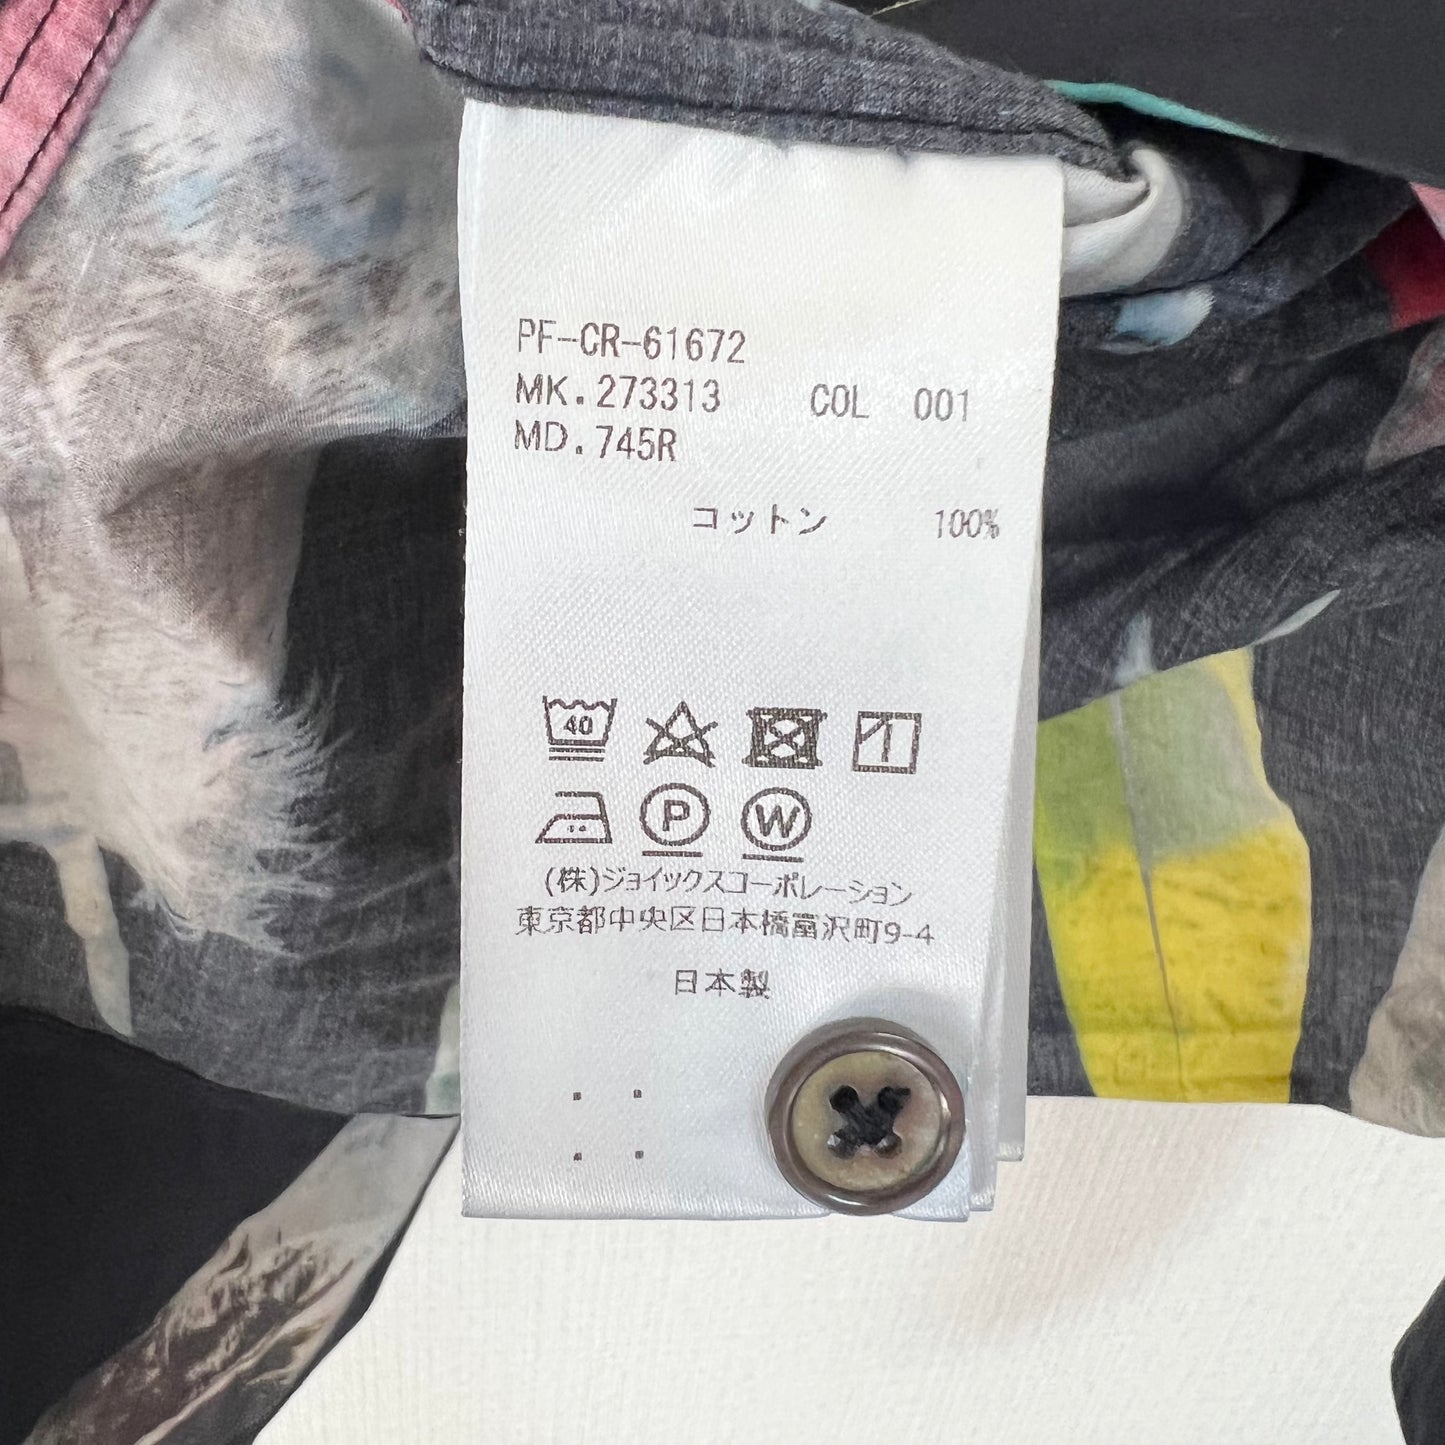 PF-CR-61672
MK.273313 COL 001
MD.745R
コットン 100%
40
P W
(株)ジョイックスコーポレーション
東京都中央区日本橋富沢町9-4
日本製